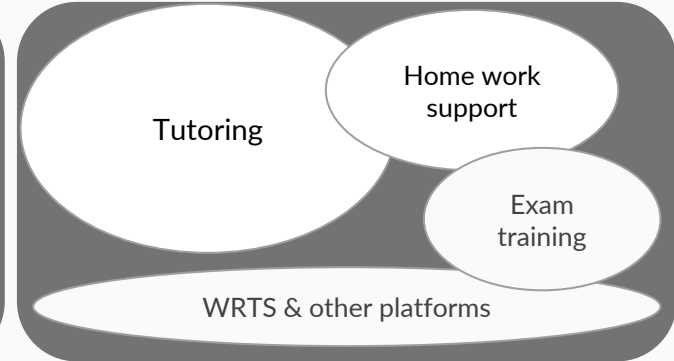 Tutoring
Home work
support
Exam
training
WRTS & other platforms